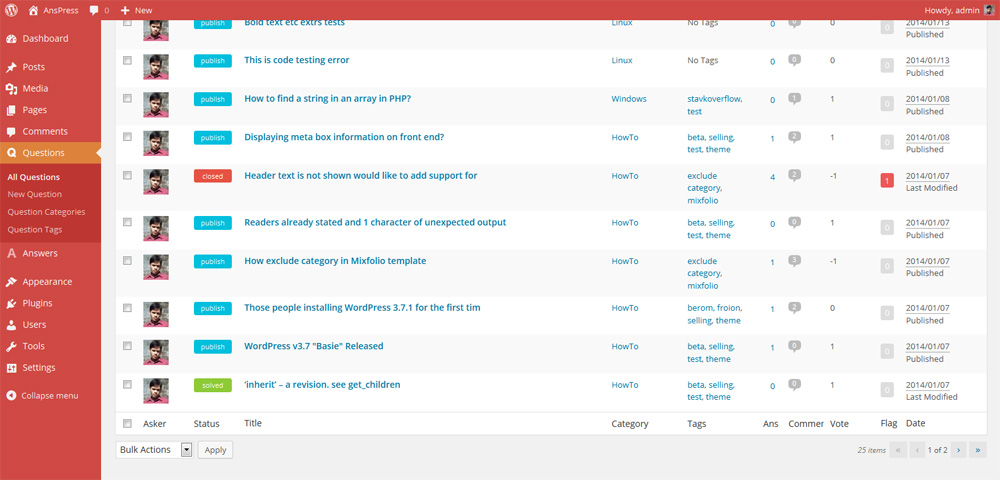 AnsPress 0 + New Howdy, admin
Dashboard
Posts
Media
Pages
Comments
Questions
All Questions
New Question
Question Categories
Question Tags
Answers
Appearance
Plugins
Users
Tools
Settings
Collapse menu
publish Bold text etc extrs tests Linux No Tags 0 0 0 0 2014/01/13
Published
publish This is code testing error Linux No Tags 0 0 0 0 2014/01/13
Published
publish How to find a string in an array in PHP? Windows stavkoverflow, 0 1 1 0 2014/01/08
test Published
publish Displaying meta box information on front end? HowTo beta, selling, 1 2 1 0 2014/01/08
test, theme Published
closed Header text is not shown would like to add support for HowTo exclude 4 2 -1 1 2014/01/07
category, Last Modified
mixfolio
publish Readers already stated and 1 character of unexpected output HowTo beta, selling, 0 0 1 0 2014/01/07
test, theme Published
publish How exclude category in Mixfolio template HowTo exclude 1 3 -1 0 2014/01/07
category, Published
mixfolio
publish Those people installing WordPress 3.7.1 for the first tim HowTo berom, froion, 1 2 0 0 2014/01/07
selling, theme Published
publish WordPress v3.7 "Basie" Released HowTo beta, selling, 1 0 1 0 2014/01/07
test, theme Published
solved ‘inherit’ – a revision. see get_children HowTo beta, selling, 0 0 1 0 2014/01/07
test, theme Last Modified
Asker Status Title Category Tags Ans Commer Vote Flag Date
Bulk Actions Apply 25 items « ‹ 1 of 2 › »